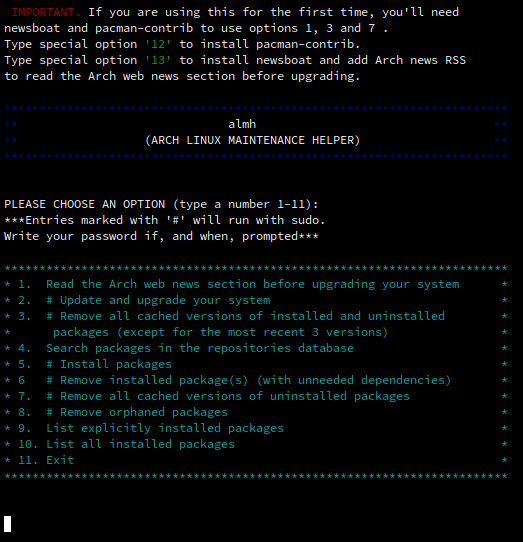 IMPORTANT. If you are using this for the first time, you'll need
newsboat and pacman-contrib to use options 1, 3 and 7 .
Type special option '12' to install pacman-contrib.
Type special option '13' to install newsboat and add Arch news RSS
to read the Arch web news section before upgrading.
*************************************************************************
** almh **
** (ARCH LINUX MAINTENANCE HELPER) **
*************************************************************************
PLEASE CHOOSE AN OPTION (type a number 1-11):
***Entries marked with '#' will run with sudo.
Write your password if, and when, prompted***
*************************************************************************
* 1. Read the Arch web news section before upgrading your system *
* 2. # Update and upgrade your system *
* 3. # Remove all cached versions of installed and uninstalled *
* packages (except for the most recent 3 versions) *
* 4. Search packages in the repositories database *
* 5. # Install packages *
* 6 # Remove installed package(s) (with unneeded dependencies) *
* 7. # Remove all cached versions of uninstalled packages *
* 8. # Remove orphaned packages *
* 9. List explicitly installed packages *
* 10. List all installed packages *
* 11. Exit *
*************************************************************************